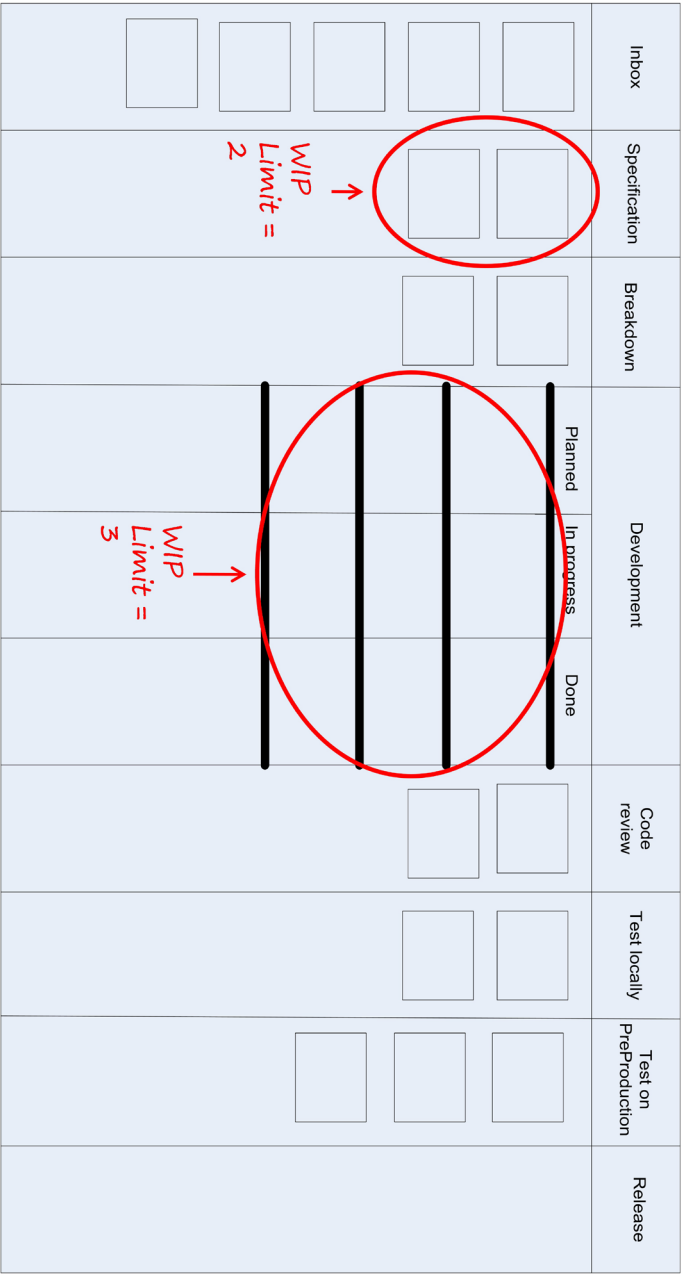 Inbox
Specification
Breakdown
Development
Code
review
Test locally
Test on
PreProduction
Release
Planned
In progress
Done
WIP
Limit =
2
WIP
Limit =
3